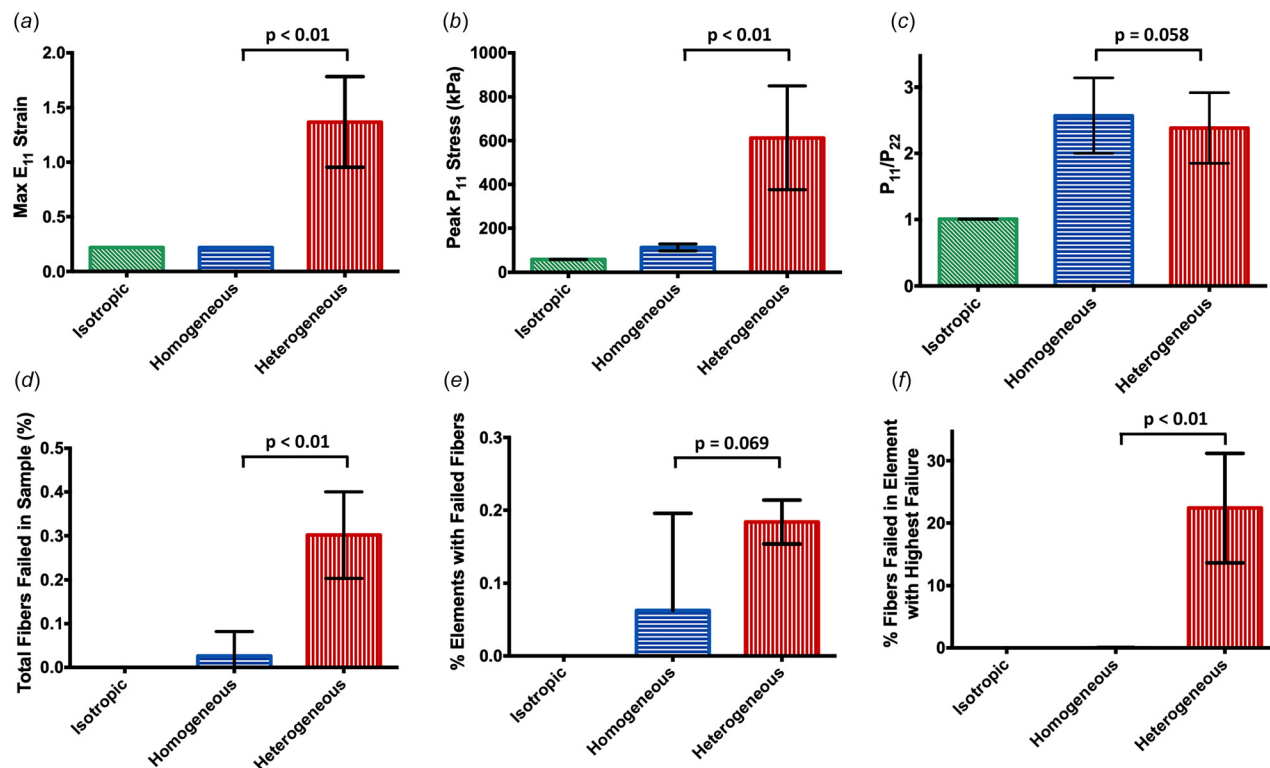 (a)
p < 0.01
Max E11 Strain
2.0
1.5
1.0
0.5
0.0
Isotropic
Homogeneous
Heterogeneous
(b)
p < 0.01
Peak P11 Stress (kPa)
1000
800
600
400
200
0
Isotropic
Homogeneous
Heterogeneous
(c)
p = 0.058
P11/P22
3
2
1
0
Isotropic
Homogeneous
Heterogeneous
(d)
p < 0.01
Total Fibers Failed in Sample (%)
0.5
0.4
0.3
0.2
0.1
0.0
Isotropic
Homogeneous
Heterogeneous
(e)
p = 0.069
% Elements with Failed Fibers
0.3
0.2
0.1
0.0
Isotropic
Homogeneous
Heterogeneous
(f)
p < 0.01
% Fibers Failed in Element
with Highest Failure
30
20
10
0
Isotropic
Homogeneous
Heterogeneous